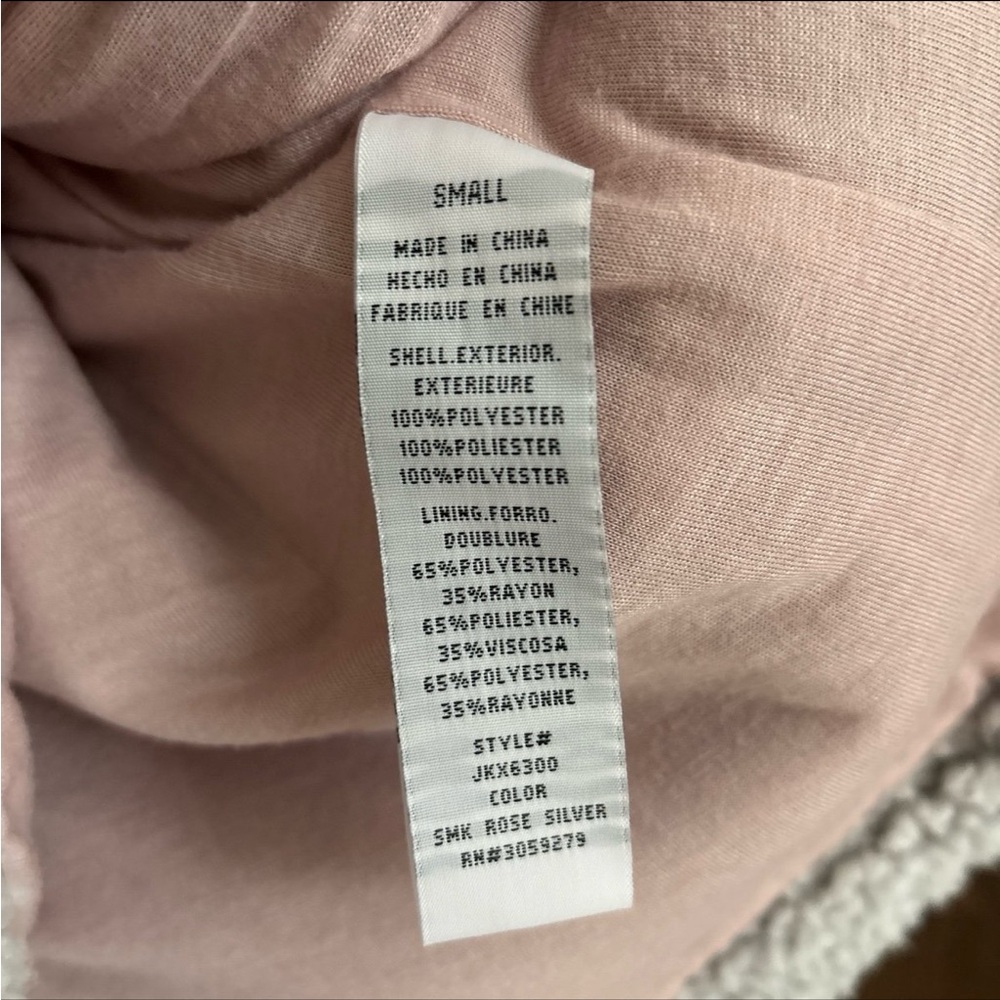 SMALL
MADE IN CHINA
HECHO EN CHINA
FABRIQUE EN CHINE
SHELL.EXTERIOR.
EXTERIEURE
100%POLYESTER
100%POLIESTER
100%POLYESTER
LINING.FORRO.
DOUBLURE
65%POLYESTER,
35%RAYON
65%POLIESTER,
35%VISCOSA
65%POLYESTER,
35%RAYONNE
STYLE#
JKX6300
COLOR
SMK ROSE SILVER
RN#3059279